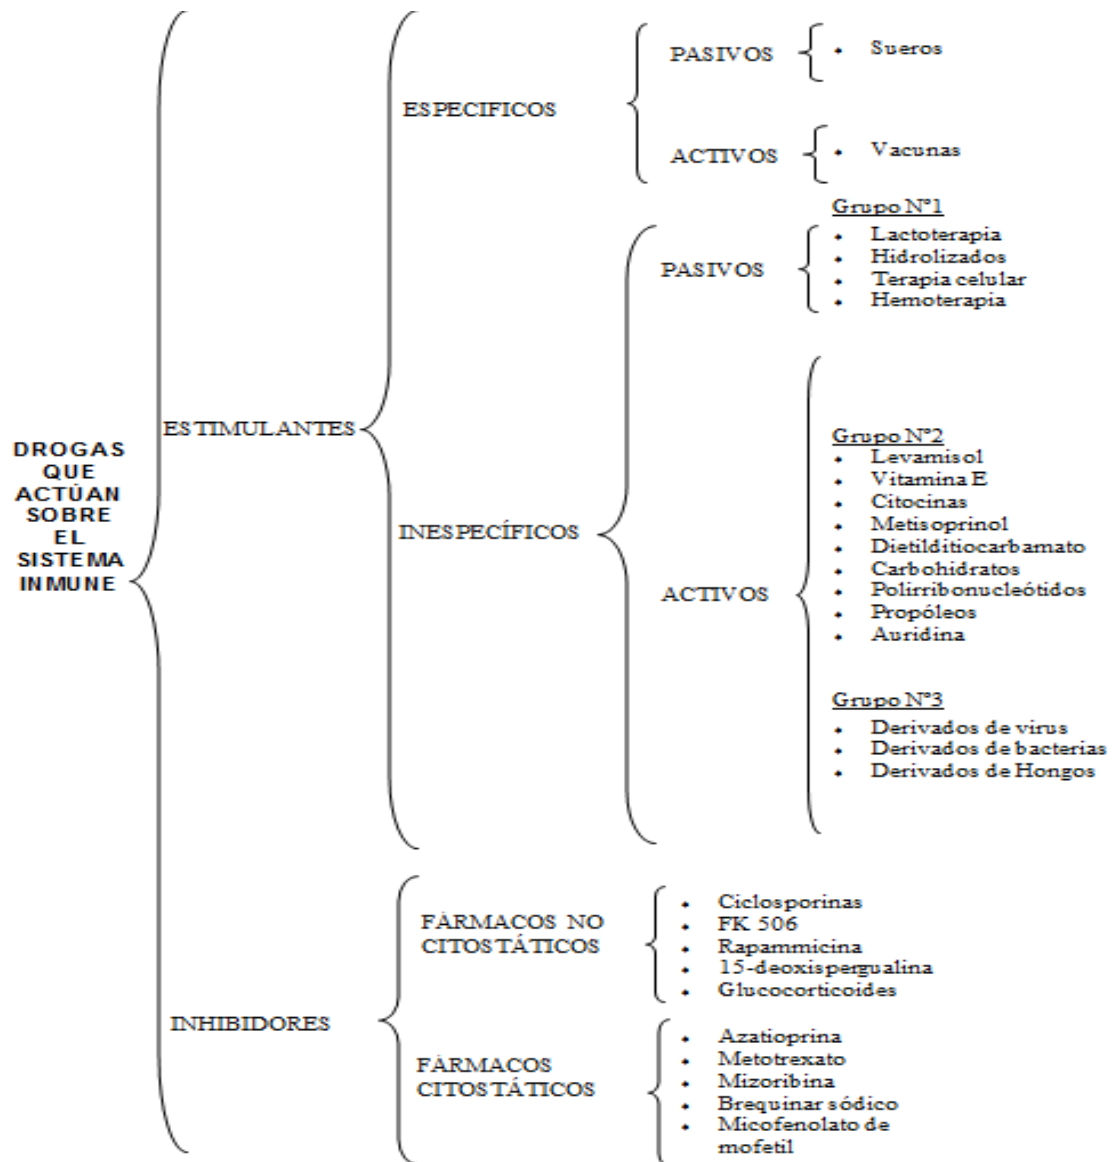 DROGAS
QUE
ACTÚAN
SOBRE
EL
SISTEMA
INMUNE
ESTIMULANTES
ESPECIFICOS
PASIVOS
• Sueros
ACTIVOS
• Vacunas
INESPECÍFICOS
PASIVOS
Grupo Nº1
• Lactoterapia
• Hidrolizados
• Terapia celular
• Hemoterapia
ACTIVOS
Grupo Nº2
• Levamisol
• Vitamina E
• Citocinas
• Metisoprinol
• Dietilditiocarbamato
• Carbohidratos
• Polirribonucleótidos
• Propóleos
• Auridina
Grupo Nº3
• Derivados de virus
• Derivados de bacterias
• Derivados de Hongos
INHIBIDORES
FÁRMACOS NO
CITOSTÁTICOS
• Ciclosporinas
• FK 506
• Rapammicina
• 15-deoxispergualina
• Glucocorticoides
FÁRMACOS
CITOSTÁTICOS
• Azatioprina
• Metotrexato
• Mizoribina
• Brequinar sódico
• Micofenolato de
mofetil